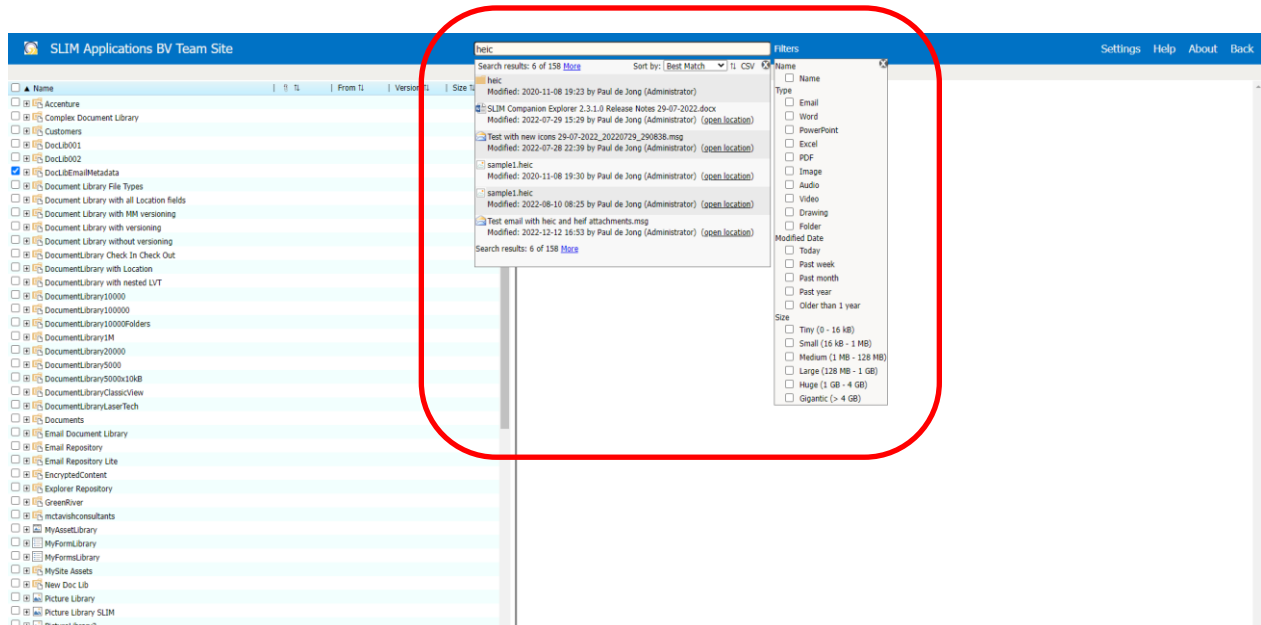 SLIM Applications BV Team Site
heic
Filters
Settings Help About Back
Name
From
Version
Size
Accenture
Complex Document Library
Customers
DocLib001
DocLib002
DocLibEmailMetadata
Document Library File Types
Document Library with all Location fields
Document Library with MM versioning
Document Library with versioning
Document Library without versioning
DocumentLibrary Check In Check Out
DocumentLibrary with Location
DocumentLibrary with nested LVT
DocumentLibrary10000
DocumentLibrary100000
DocumentLibrary10000Folders
DocumentLibrary1M
DocumentLibrary20000
DocumentLibrary5000
DocumentLibrary5000x10kB
DocumentLibraryClassicView
DocumentLibraryLaserTech
Documents
Email Document Library
Email Repository
Email Repository Lite
EncryptedContent
Explorer Repository
GreenRiver
mctavishconsultants
MyAssetLibrary
MyFormLibrary
MyFormsLibrary
MySite Assets
New Doc Lib
Picture Library
Picture Library SLIM
Search results: 6 of 158 More
Sort by: Best Match CSV
heic
Modified: 2020-11-08 19:23 by Paul de Jong (Administrator)
SLIM Companion Explorer 2.3.1.0 Release Notes 29-07-2022.docx
Modified: 2022-07-29 15:29 by Paul de Jong (Administrator) (open location)
Test with new icons 29-07-2022_20220729_290838.msg
Modified: 2022-07-28 22:39 by Paul de Jong (Administrator) (open location)
sample1.heic
Modified: 2020-11-08 19:30 by Paul de Jong (Administrator) (open location)
sample1.heic
Modified: 2022-08-10 08:25 by Paul de Jong (Administrator) (open location)
Test email with heic and heif attachments.msg
Modified: 2022-12-12 16:53 by Paul de Jong (Administrator) (open location)
Search results: 6 of 158 More
Name
Name
Type
Email
Word
PowerPoint
Excel
PDF
Image
Audio
Video
Drawing
Folder
Modified Date
Today
Past week
Past month
Past year
Older than 1 year
Size
Tiny (0 - 16 kB)
Small (16 kB - 1 MB)
Medium (1 MB - 128 MB)
Large (128 MB - 1 GB)
Huge (1 GB - 4 GB)
Gigantic (> 4 GB)